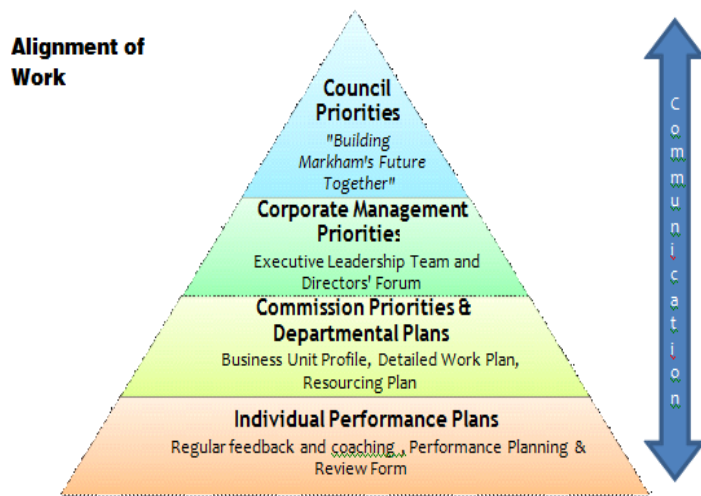 Alignment of
Work
Council
Priorities
"Building
Markham's Future
Together"
Corporate Management
Priorities
Executive Leadership Team and
Directors' Forum
Commission Priorities &
Departmental Plans
Business Unit Profile, Detailed Work Plan,
Resourcing Plan
Individual Performance Plans
Regular feedback and coaching , Performance Planning &
Review Form
Communication